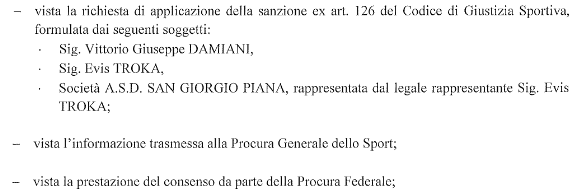 – vista la richiesta di applicazione della sanzione ex art. 126 del Codice di Giustizia Sportiva,
formulata dai seguenti soggetti:
· Sig. Vittorio Giuseppe DAMIANI,
· Sig. Evis TROKA,
· Società A.S.D. SAN GIORGIO PIANA, rappresentata dal legale rappresentante Sig. Evis
TROKA;
– vista l’informazione trasmessa alla Procura Generale dello Sport;
– vista la prestazione del consenso da parte della Procura Federale;